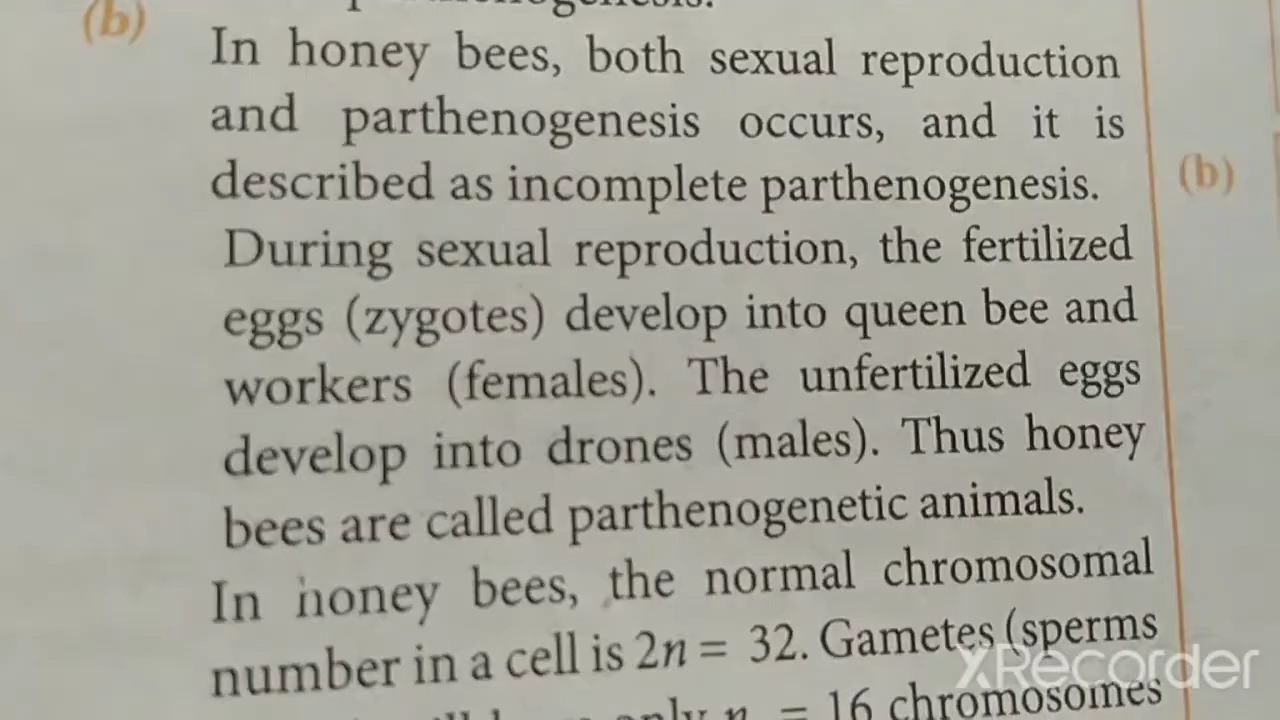 parthenogenesis.
(b)
In honey bees, both sexual reproduction
and parthenogenesis occurs, and it is
described as incomplete parthenogenesis.
(b)
During sexual reproduction, the fertilized
eggs (zygotes) develop into queen bee and
workers (females). The unfertilized eggs
develop into drones (males). Thus honey
bees are called parthenogenetic animals.
In honey bees, the normal chromosomal
number in a cell is 2n = 32. Gametes (sperms
XRecorder
only n = 16 chromosomes